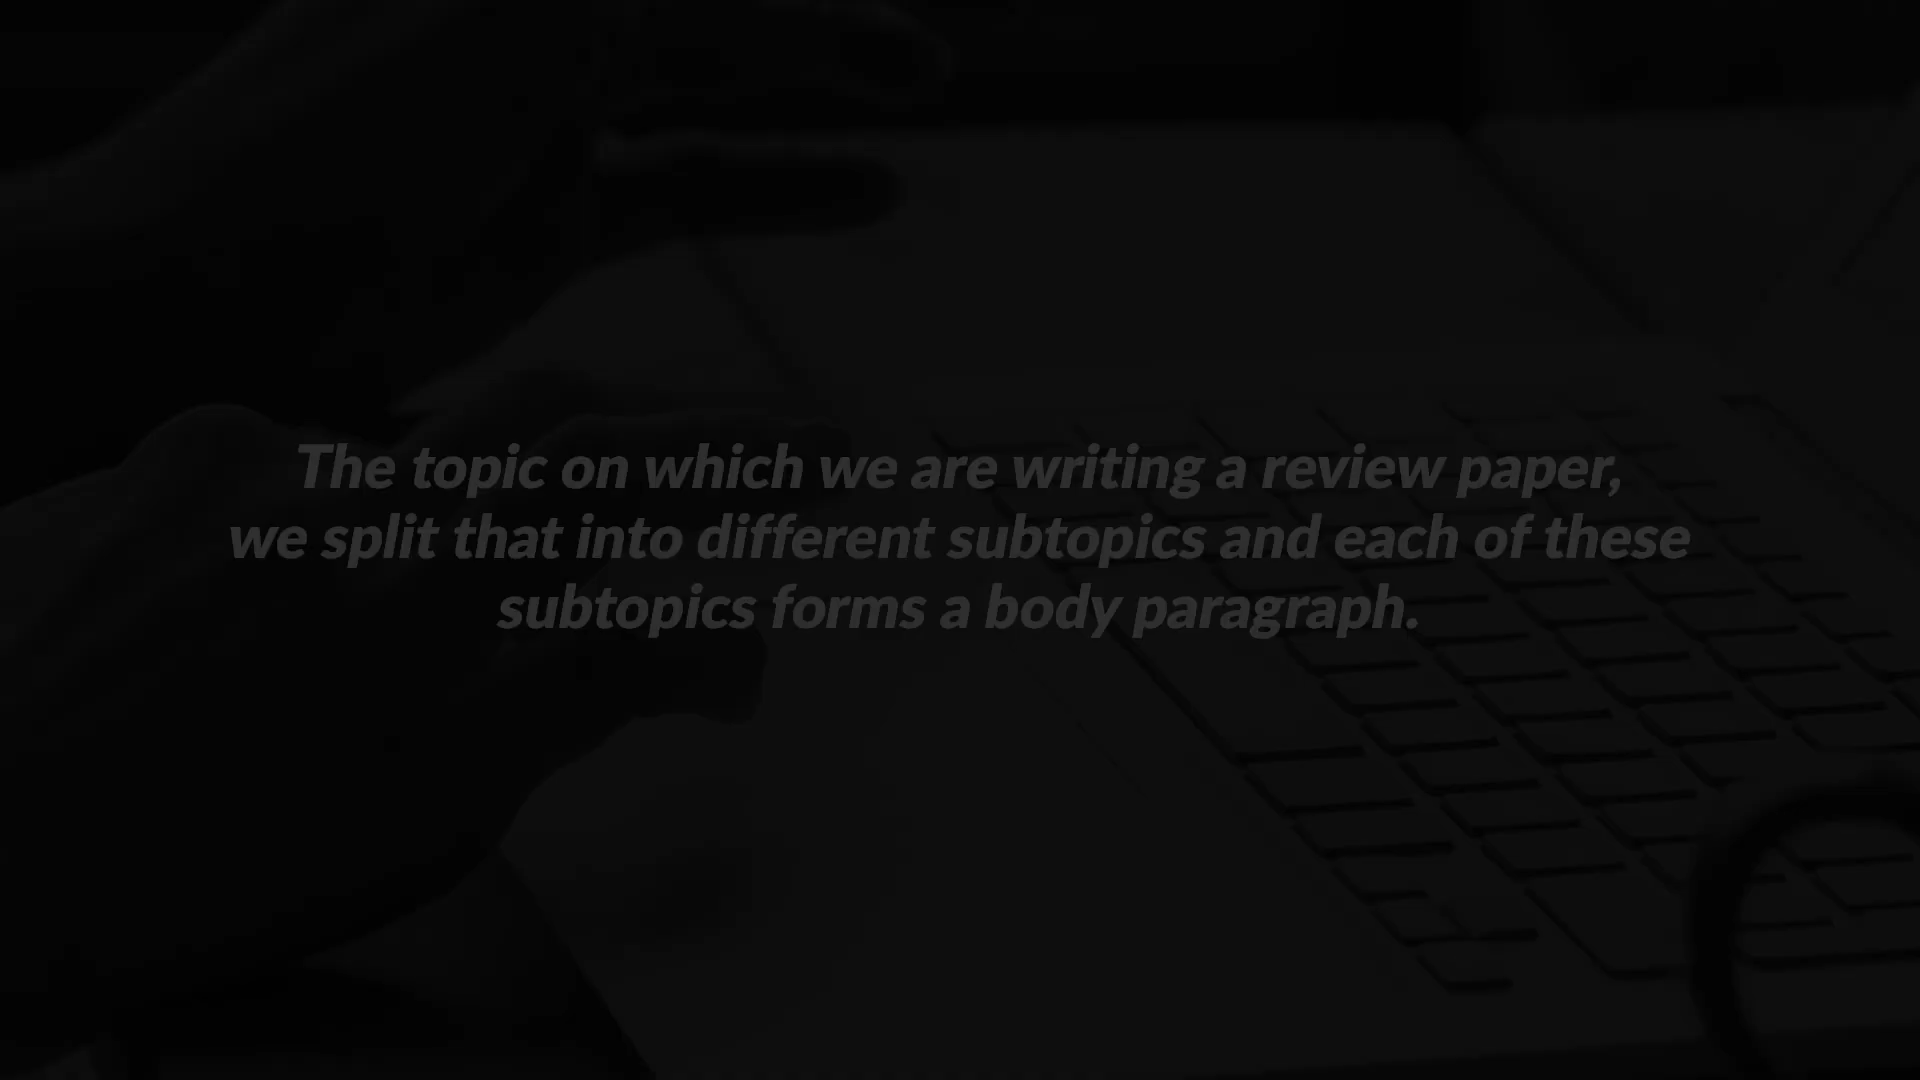 The topic on which we are writing a review paper,
we split that into different subtopics and each of these
subtopics forms a body paragraph.